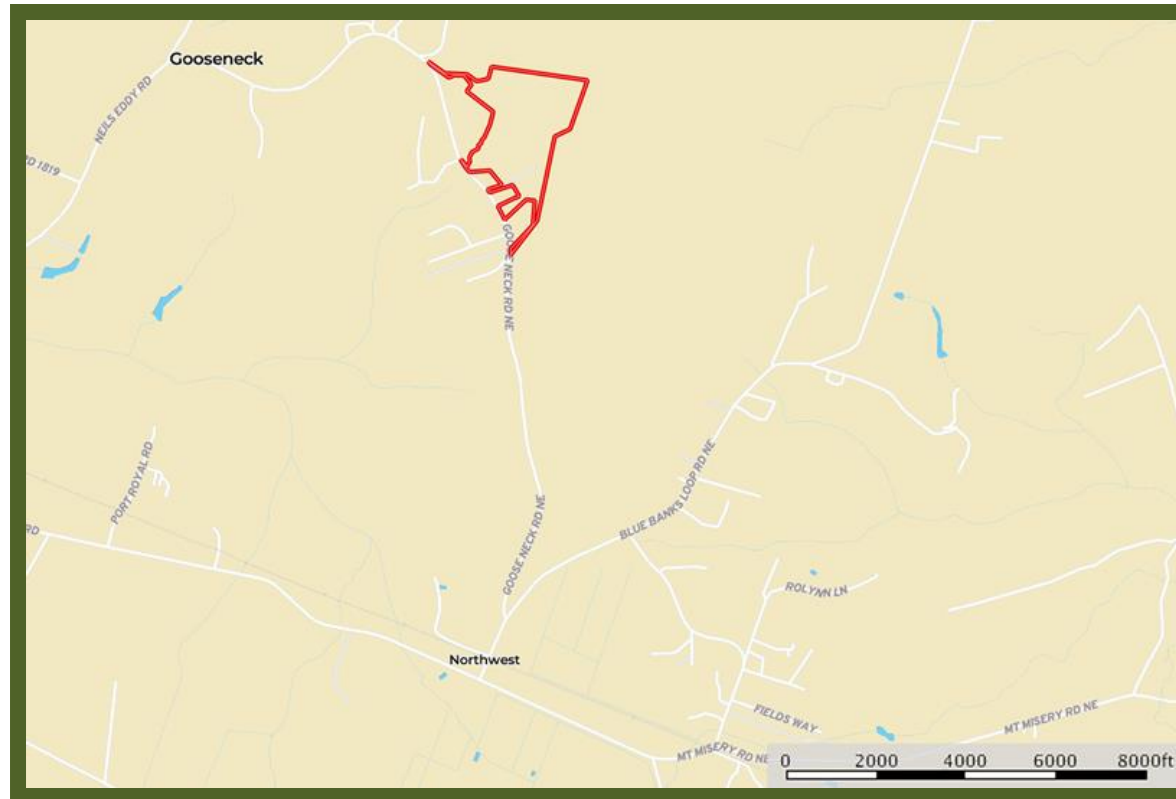 Gooseneck
NEILS EDDY RD
RD 1819
GOOSE NECK RD NE
PORT ROYAL RD
RD
GOOSE NECK RD NE
BLUE BANKS LOOP RD NE
ROLYNN LN
Northwest
FIELDS WAY
MT MISERY RD NE
MT MISERY RD NE
0 2000 4000 6000 8000ft